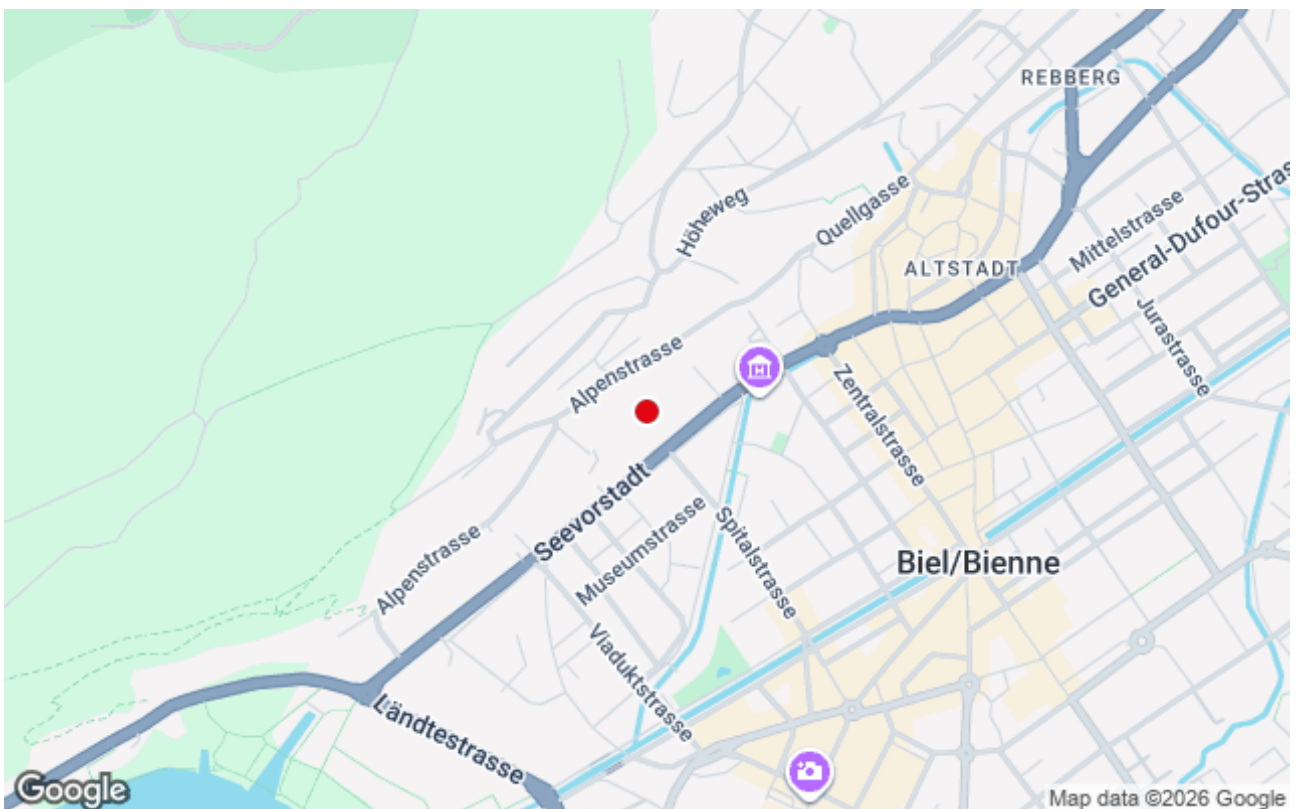 REBBERG
Höheweg
Quellgasse
Mittelstrasse
General-Dufour-Stras
ALTSTADT
Jurastrasse
Alpenstrasse
Zentralstrasse
Seevorstadt
Museumstrasse
Spitalstrasse
Biel/Bienne
Alpenstrasse
Viaduktstrasse
Ländtestrasse
Google
Map data ©2026 Google